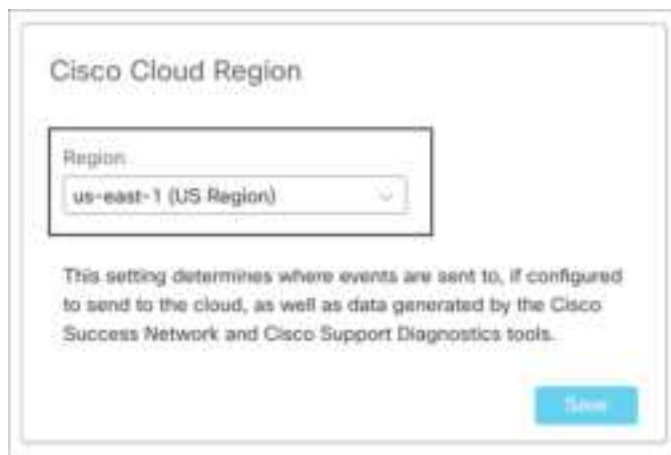 Cisco Cloud Region
Region
us-east-1 (US Region)
This setting determines where events are sent to, if configured
to send to the cloud, as well as data generated by the Cisco
Success Network and Cisco Support Diagnostics tools.
Save